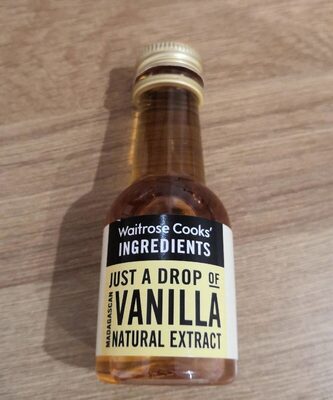 Waitrose Cooks'
INGREDIENTS
JUST A DROP OF
MADAGASCAN
VANILLA
NATURAL EXTRACT